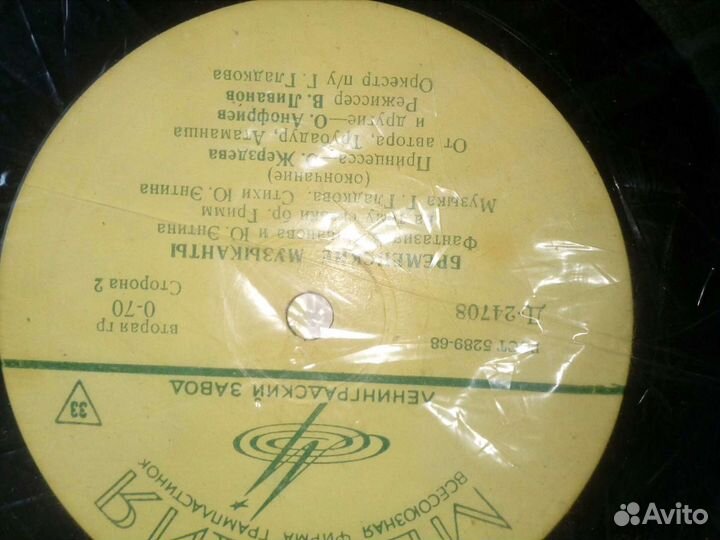 ВСЕСОЮЗНАЯ ФИРМА ГРАМПЛАСТИНОК
33
ЛЕНИНГРАДСКИЙ ЗАВОД
5289-68
вторая гр
Д-24708
0-70
Сторона 2
БРЕМЕНСКИЕ МУЗЫКАНТЫ
Фантазия и Ю. Энтина
на тему бр. Гримм
Музыка Г. Гладкова. Стихи Ю. Энтина
(окончание)
Принцесса Жерздева
От автора, Трубадур, Атаманша
и другие—О. Анофриев
Режиссер В. Ливанов
Оркестр п/у Г. Гладкова
Avito